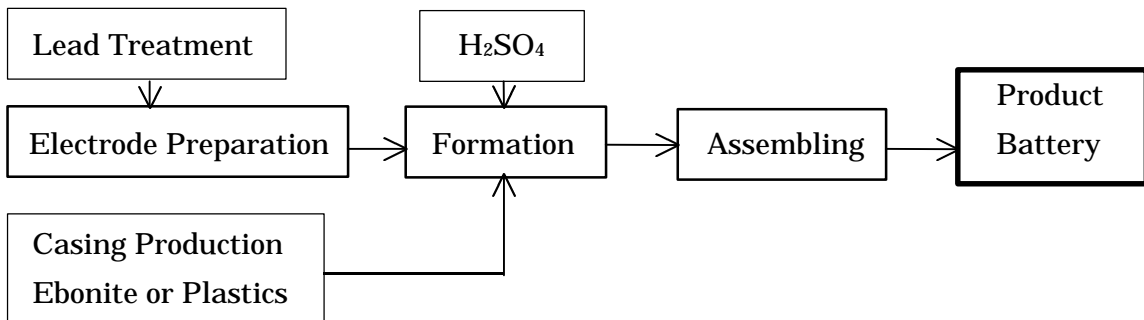 Lead Treatment
H₂SO₄
Electrode Preparation
Formation
Assembling
Product
Battery
Casing Production
Ebonite or Plastics